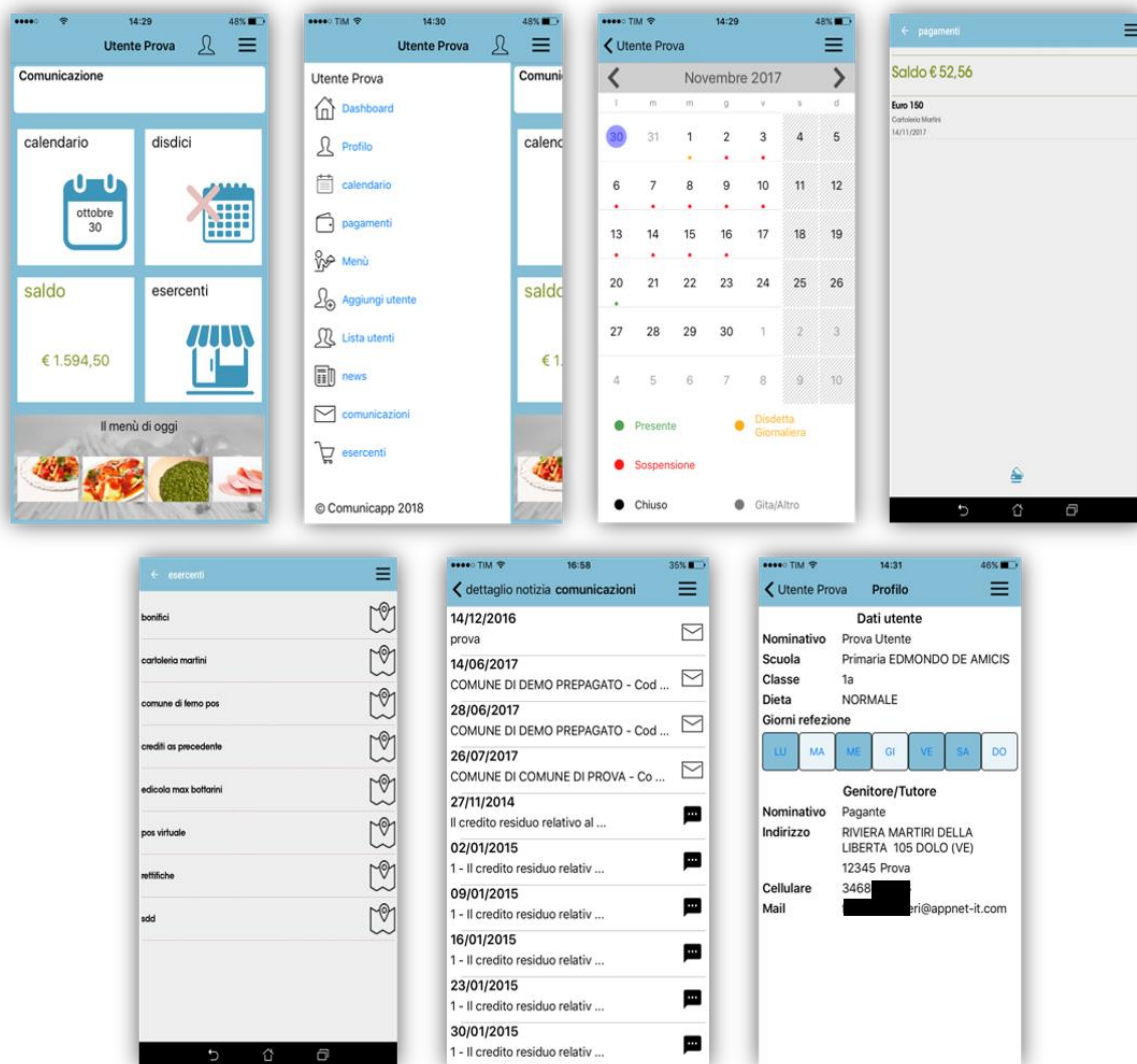 14:29
48%
Utente Prova
Comunicazione
calendario
disdici
ottobre
30
saldo
esercenti
€ 1.594,50
Il menù di oggi
TIM
14:30
48%
Utente Prova
Utente Prova
Comuni
Dashboard
Profilo
calendario
pagamenti
Menù
Aggiungi utente
Lista utenti
news
comunicazioni
esercenti
© Comunicapp 2018
calend
saldo
€ 1.
TIM
14:29
48%
Utente Prova
Novembre 2017
l m m g v s d
30 31 1 2 3 4 5
6 7 8 9 10 11 12
13 14 15 16 17 18 19
20 21 22 23 24 25 26
27 28 29 30 1 2 3
4 5 6 7 8 9 10
Presente
Disdetta
Giornaliera
Sospensione
Chiuso
Gita/Altro
pagamenti
Saldo € 52,56
Euro 150
Cartoleria Martini
14/11/2017
esercenti
bonifici
cartoleria martini
comune di ferno pos
crediti as precedente
edicola max bottarini
pos virtuale
rettifiche
sdd
TIM
16:58
35%
dettaglio notizia comunicazioni
14/12/2016
prova
14/06/2017
COMUNE DI DEMO PREPAGATO - Cod ...
28/06/2017
COMUNE DI DEMO PREPAGATO - Cod ...
26/07/2017
COMUNE DI COMUNE DI PROVA - Co ...
27/11/2014
Il credito residuo relativo al ...
02/01/2015
1 - Il credito residuo relativ ...
09/01/2015
1 - Il credito residuo relativ ...
16/01/2015
1 - Il credito residuo relativ ...
23/01/2015
1 - Il credito residuo relativ ...
30/01/2015
1 - Il credito residuo relativ ...
TIM
14:31
46%
Utente Prova
Profilo
Dati utente
Nominativo Prova Utente
Scuola Primaria EDMONDO DE AMICIS
Classe 1a
Dieta NORMALE
Giorni refezione
LU MA ME GI VE SA DO
Genitore/Tutore
Nominativo Pagante
Indirizzo RIVIERA MARTIRI DELLA
LIBERTA 105 DOLO (VE)
12345 Prova
Cellulare 3468
Mail eri@appnet-it.com